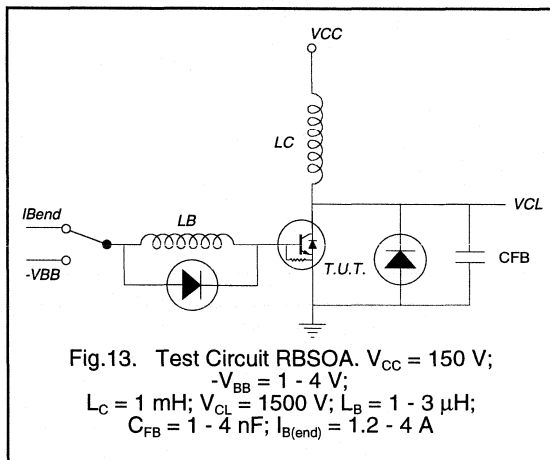 VCC
LC
IBend
LB
VCL
-VBB
T.U.T.
CFB
Fig.13. Test Circuit RBSOA. VCC = 150 V;
-VBB = 1 - 4 V;
LC = 1 mH; VCL = 1500 V; LB = 1 - 3 μH;
CFB = 1 - 4 nF; IB(end) = 1.2 - 4 A